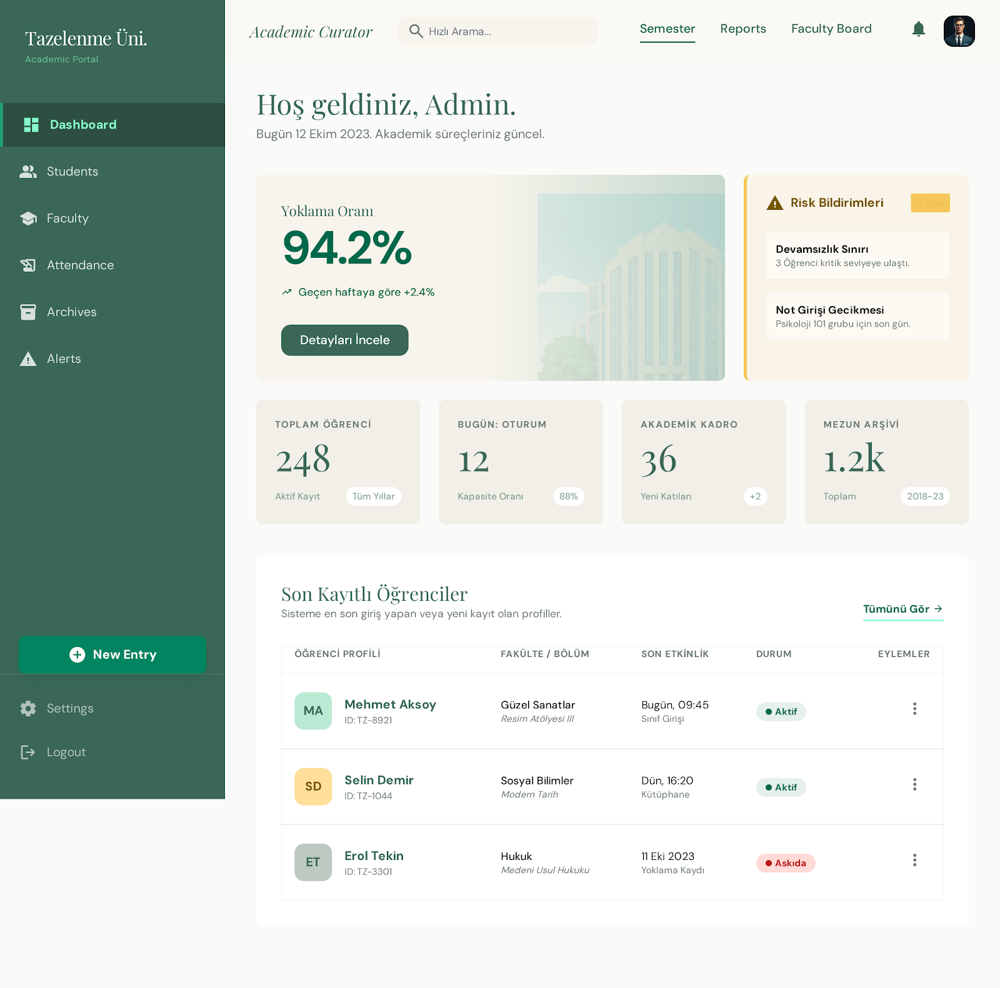 Tazelenme Üni.
Academic Portal
Dashboard
Students
Faculty
Attendance
Archives
Alerts
New Entry
Settings
Logout
Academic Curator
Hızlı Arama...
Semester
Reports
Faculty Board
Hoş geldiniz, Admin.
Bugün 12 Ekim 2023. Akademik süreçleriniz güncel.
Yoklama Oranı
94.2%
Geçen haftaya göre +2.4%
Detayları İncele
Risk Bildirimleri
2 Yeni
Devamsızlık Sınırı
3 Öğrenci kritik seviyeye ulaştı.
Not Girişi Gecikmesi
Psikoloji 101 grubu için son gün.
TOPLAM ÖĞRENCİ
248
Aktif Kayıt
Tüm Yıllar
BUGÜN: OTURUM
12
Kapasite Oranı
88%
AKADEMİK KADRO
36
Yeni Katılan
+2
MEZUN ARŞİVİ
1.2k
Toplam
2018-23
Son Kayıtlı Öğrenciler
Sisteme en son giriş yapan veya yeni kayıt olan profiller.
Tümünü Gör →
ÖĞRENCİ PROFİLİ
FAKÜLTE / BÖLÜM
SON ETKİNLİK
DURUM
EYLEMLER
MA
Mehmet Aksoy
ID: TZ-8921
Güzel Sanatlar
Resim Atölyesi III
Bugün, 09:45
Sınıf Girişi
Aktif
SD
Selin Demir
ID: TZ-1044
Sosyal Bilimler
Modern Tarih
Dün, 16:20
Kütüphane
Aktif
ET
Erol Tekin
ID: TZ-3301
Hukuk
Medeni Usul Hukuku
11 Eki 2023
Yoklama Kaydı
Askıda